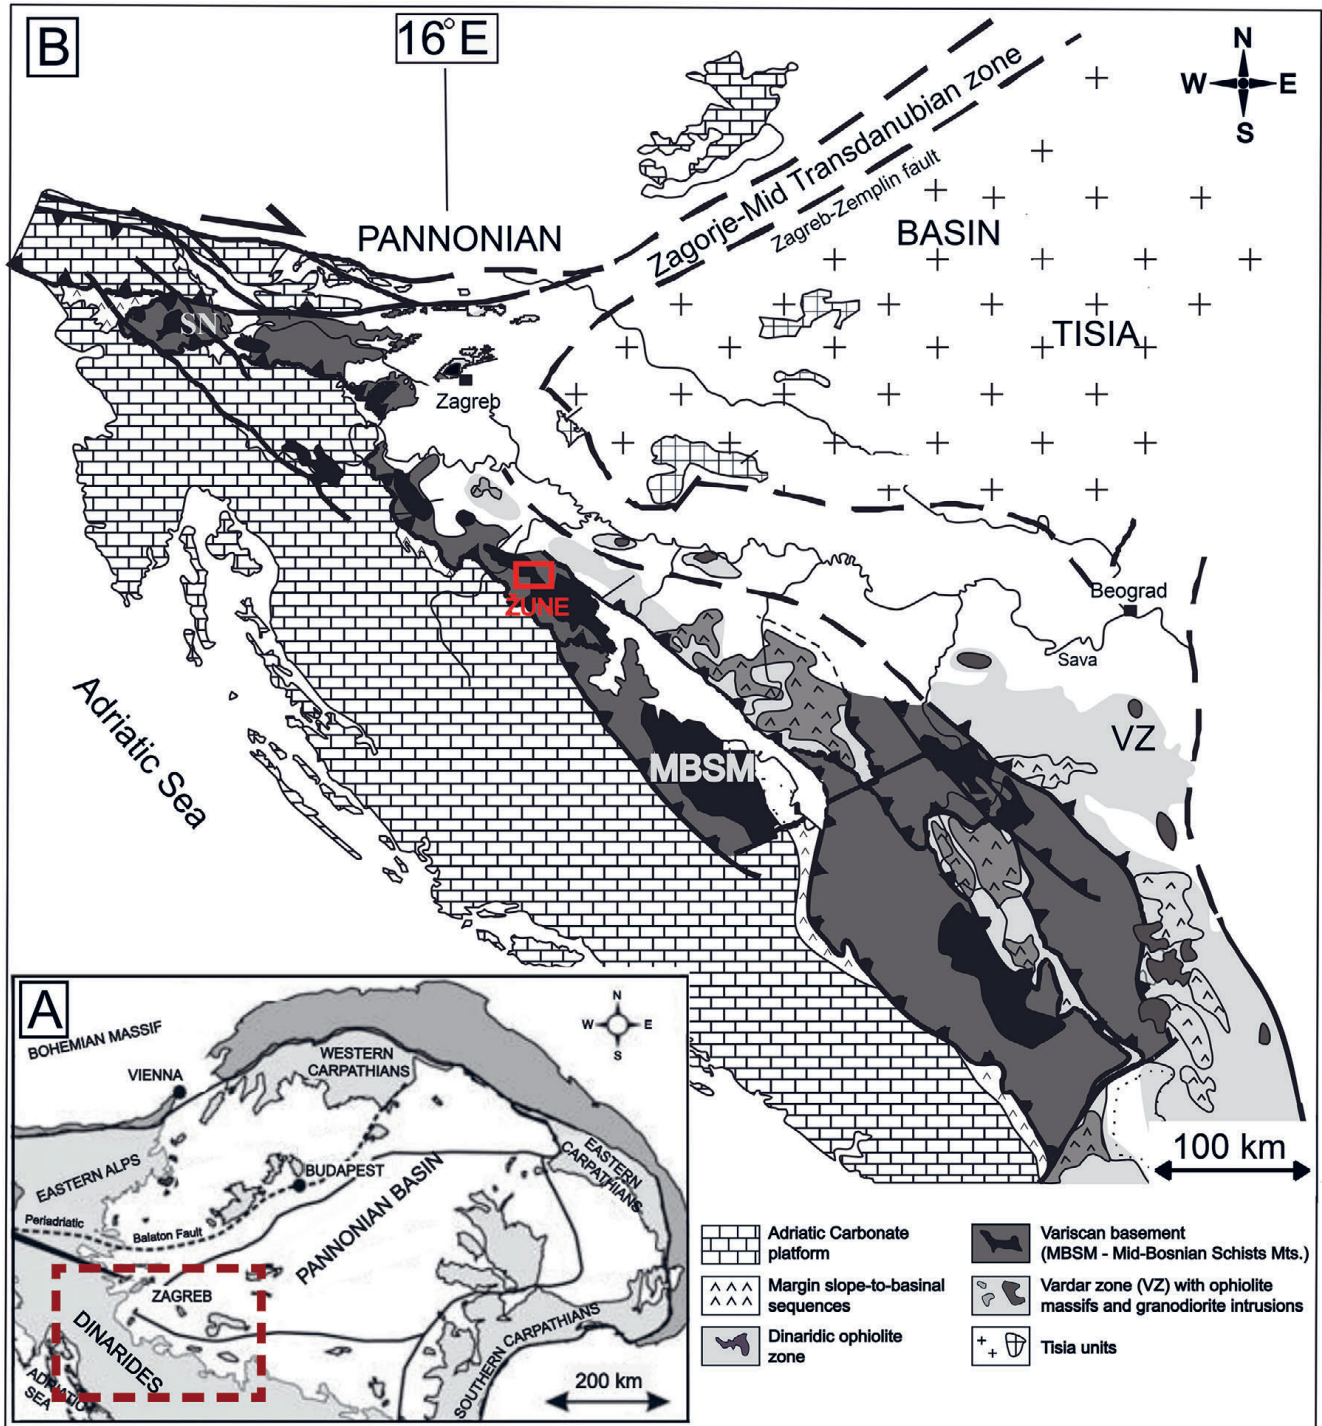 B
16°E
N
W E
S
Zagorje-Mid Transdanubian zone
Zagreb-Zemplin fault
PANNONIAN
BASIN
TISIA
SN
Zagreb
ŽUNE
Beograd
Sava
VZ
MBSM
Adriatic Sea
100 km
A
N
W E
S
BOHEMIAN MASSIF
VIENNA
WESTERN
CARPATHIANS
EASTERN
CARPATHIANS
EASTERN ALPS
BUDAPEST
PANNONIAN BASIN
Periadriatic
Balaton Fault
ZAGREB
DINARIDES
ADRIATIC
SEA
SOUTHERN CARPATHIANS
200 km
Adriatic Carbonate
platform
Margin slope-to-basinal
sequences
Dinaridic ophiolite
zone
Variscan basement
(MBSM - Mid-Bosnian Schists Mts.)
Vardar zone (VZ) with ophiolite
massifs and granodiorite intrusions
Tisia units